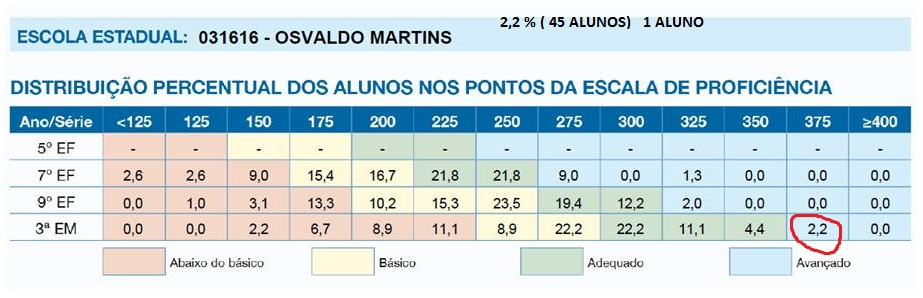 2,2 % ( 45 ALUNOS) 1 ALUNO
ESCOLA ESTADUAL: 031616 - OSVALDO MARTINS
DISTRIBUIÇÃO PERCENTUAL DOS ALUNOS NOS PONTOS DA ESCALA DE PROFICIÊNCIA
Ano/Série <125 125 150 175 200 225 250 275 300 325 350 375 ≥400
5º EF - - - - - - - - - - - - -
7º EF 2,6 2,6 9,0 15,4 16,7 21,8 21,8 9,0 0,0 1,3 0,0 0,0 0,0
9º EF 0,0 1,0 3,1 13,3 10,2 15,3 23,5 19,4 12,2 2,0 0,0 0,0 0,0
3ª EM 0,0 0,0 2,2 6,7 8,9 11,1 8,9 22,2 22,2 11,1 4,4 2,2 0,0
Abaixo do básico Básico Adequado Avançado